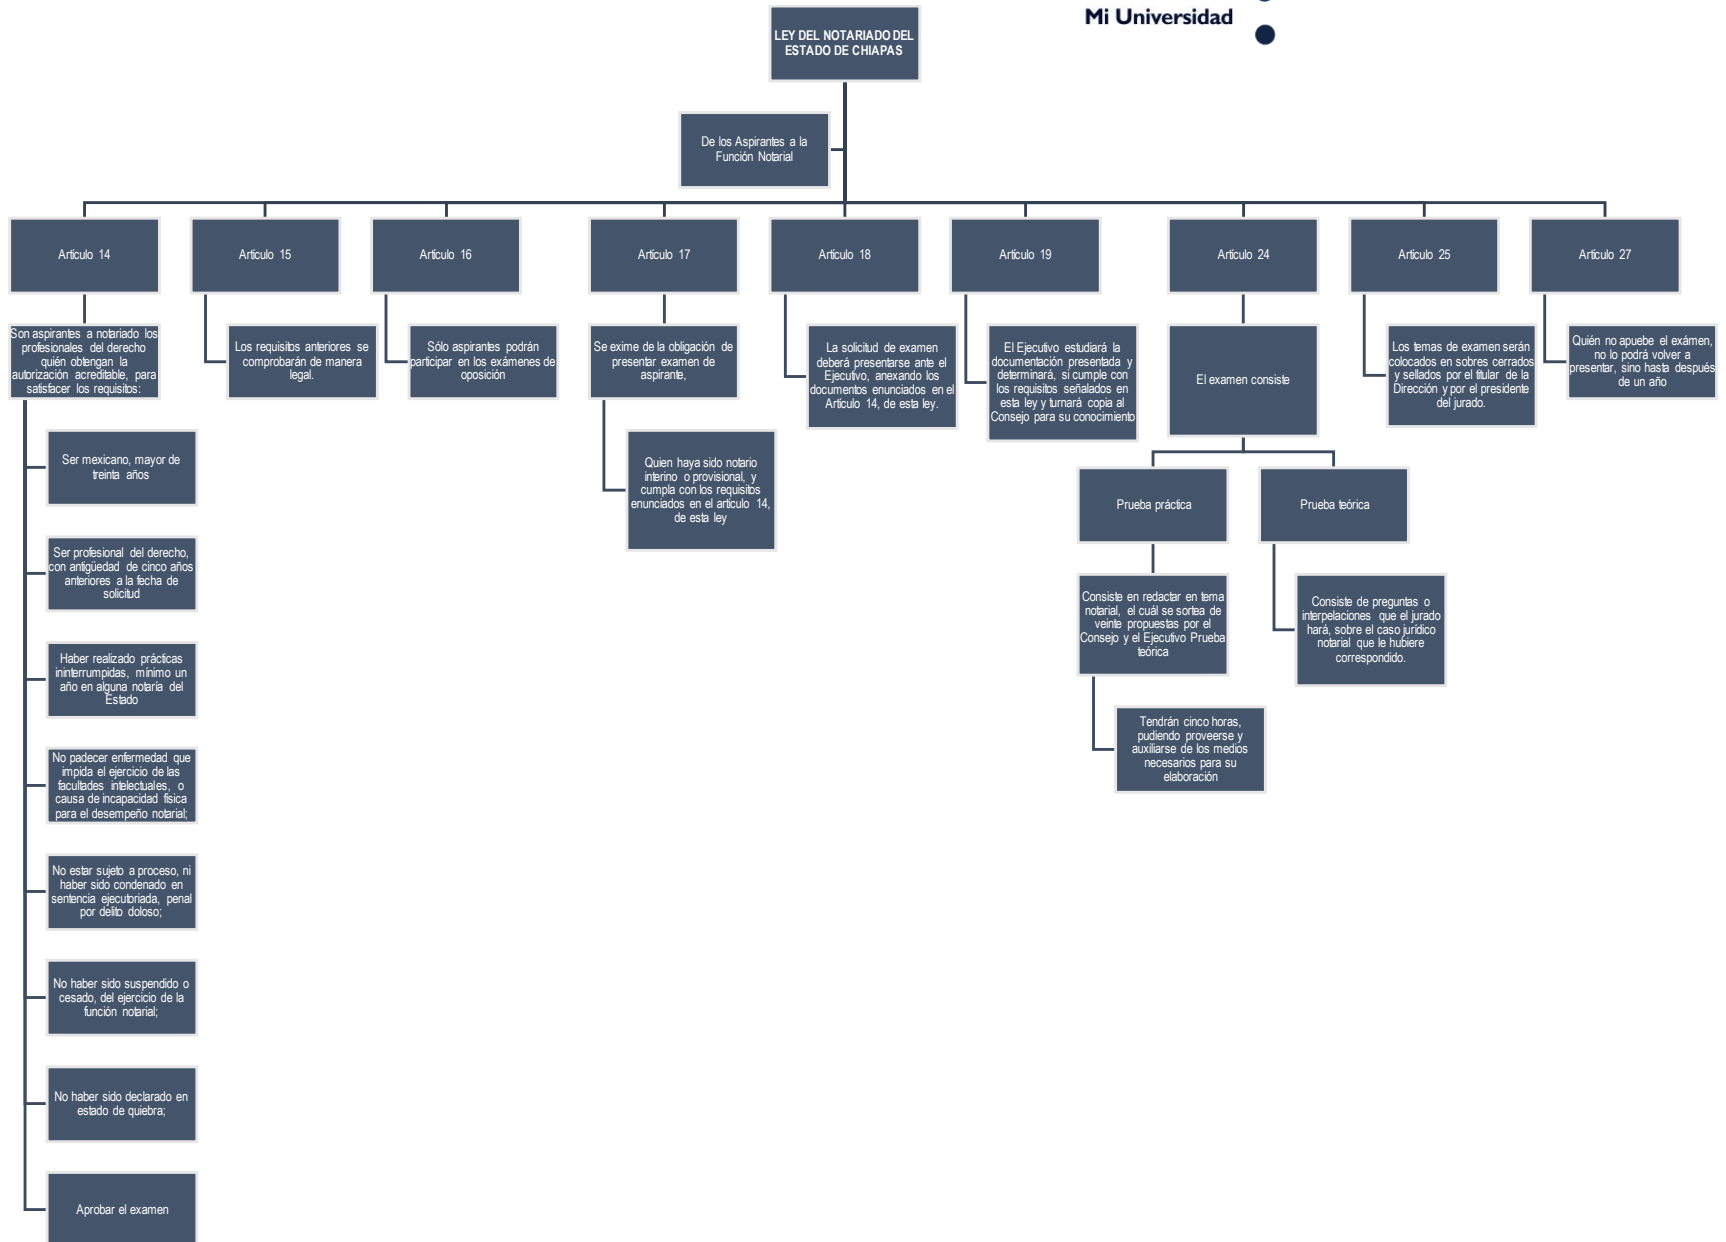 Mi Universidad
LEY DEL NOTARIADO DEL
ESTADO DE CHIAPAS
De los Aspirantes a la
Función Notarial
Artículo 14
Son aspirantes a notariado los
profesionales del derecho
quién obtengan la
autorización acreditable, para
satisfacer los requisitos:
Ser mexicano, mayor de
treinta años
Ser profesional del derecho,
con antigüedad de cinco años
anteriores a la fecha de
solicitud
Haber realizado prácticas
ininterrumpidas, mínimo un
año en alguna notaría del
Estado
No padecer enfermedad que
impida el ejercicio de las
facultades intelectuales, o
causa de incapacidad física
para el desempeño notarial;
No estar sujeto a proceso, ni
haber sido condenado en
sentencia ejecutoriada, penal
por delito doloso;
No haber sido suspendido o
cesado, del ejercicio de la
función notarial;
No haber sido declarado en
estado de quiebra;
Aprobar el examen
Artículo 15
Los requisitos anteriores se
comprobarán de manera
legal.
Artículo 16
Sólo aspirantes podrán
participar en los exámenes de
oposición
Artículo 17
Se exime de la obligación de
presentar examen de
aspirante,
Quien haya sido notario
interino o provisional, y
cumpla con los requisitos
enunciados en el artículo 14,
de esta ley
Artículo 18
La solicitud de examen
deberá presentarse ante el
Ejecutivo, anexando los
documentos enunciados en el
Artículo 14, de esta ley.
Artículo 19
El Ejecutivo estudiará la
documentación presentada y
determinará, si cumple con
los requisitos señalados en
esta ley y turnará copia al
Consejo para su conocimiento
Artículo 24
El examen consiste
Prueba práctica
Consiste en redactar en tema
notarial, el cuál se sortea de
veinte propuestas por el
Consejo y el Ejecutivo Prueba
teórica
Tendrán cinco horas,
pudiendo proveerse y
auxiliarse de los medios
necesarios para su
elaboración
Prueba teórica
Consiste de preguntas o
interpelaciones que el jurado
hará, sobre el caso jurídico
notarial que le hubiere
correspondido.
Artículo 25
Los temas de examen serán
colocados en sobres cerrados
y sellados por el titular de la
Dirección y por el presidente
del jurado.
Artículo 27
Quién no apuebe el exámen,
no lo podrá volver a
presentar, sino hasta después
de un año